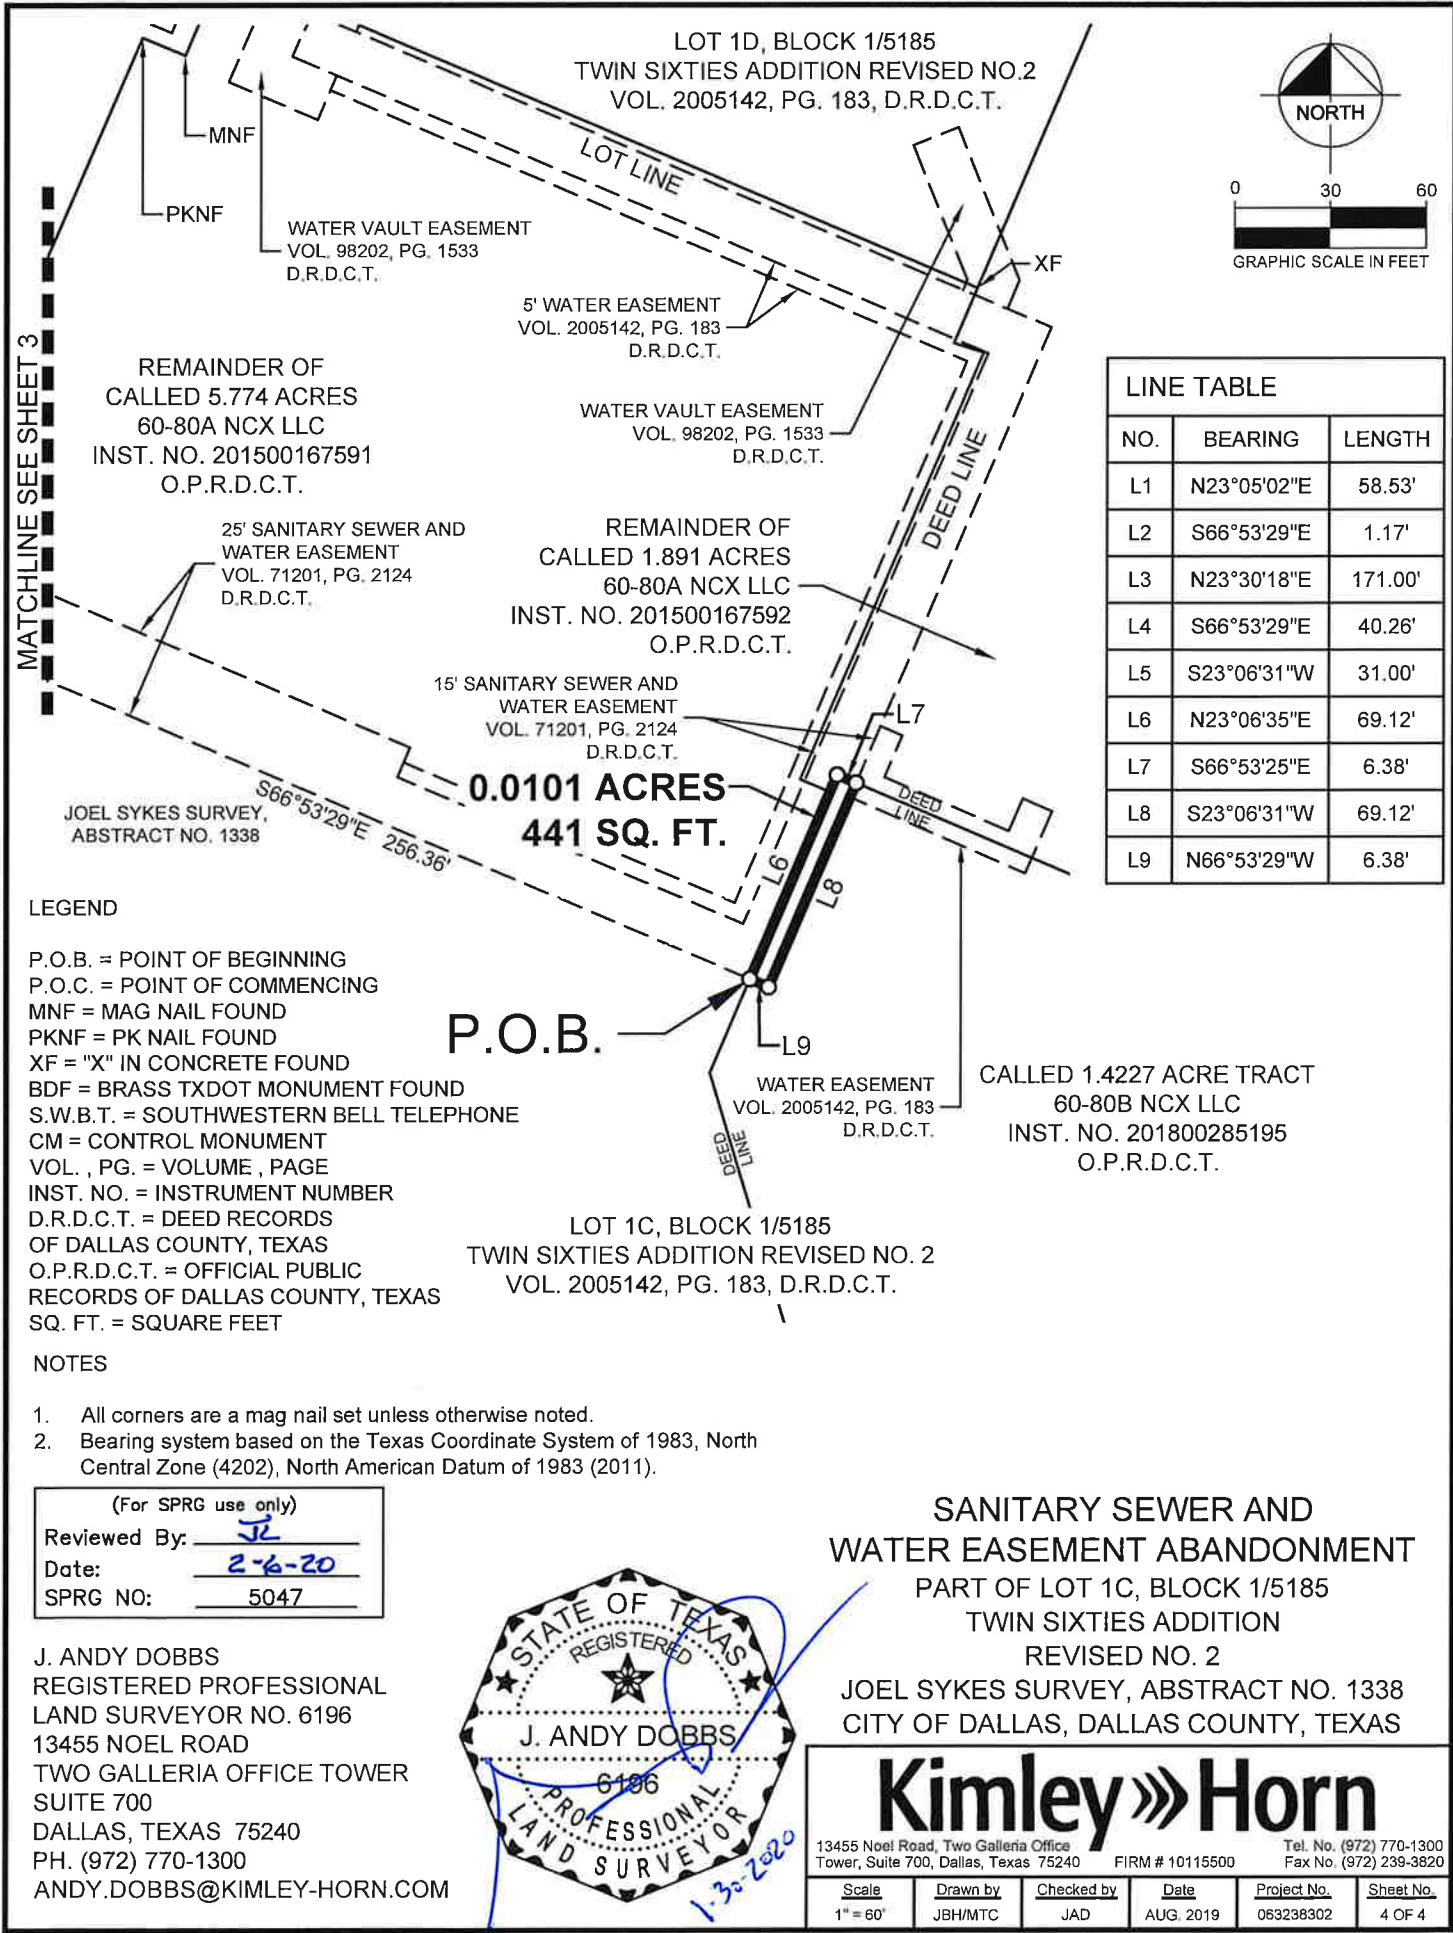 LOT 1D, BLOCK 1/5185
TWIN SIXTIES ADDITION REVISED NO.2
VOL. 2005142, PG. 183, D.R.D.C.T.
NORTH
0 30 60
GRAPHIC SCALE IN FEET
MNF
PKNF
LOT LINE
XF
WATER VAULT EASEMENT
VOL. 98202, PG. 1533
D.R.D.C.T.
5' WATER EASEMENT
VOL. 2005142, PG. 183
D.R.D.C.T.
MATCHLINE SEE SHEET 3
REMAINDER OF
CALLED 5.774 ACRES
60-80A NCX LLC
INST. NO. 201500167591
O.P.R.D.C.T.
WATER VAULT EASEMENT
VOL. 98202, PG. 1533
D.R.D.C.T.
DEED LINE
25' SANITARY SEWER AND
WATER EASEMENT
VOL. 71201, PG. 2124
D.R.D.C.T.
REMAINDER OF
CALLED 1.891 ACRES
60-80A NCX LLC
INST. NO. 201500167592
O.P.R.D.C.T.
15' SANITARY SEWER AND
WATER EASEMENT
VOL. 71201, PG. 2124
D.R.D.C.T.
L7
0.0101 ACRES
441 SQ. FT.
DEED
LINE
JOEL SYKES SURVEY,
ABSTRACT NO. 1338
S66°53'29"E 256.36'
L6
L8
LINE TABLE
NO. BEARING LENGTH
L1 N23°05'02"E 58.53'
L2 S66°53'29"E 1.17'
L3 N23°30'18"E 171.00'
L4 S66°53'29"E 40.26'
L5 S23°06'31"W 31.00'
L6 N23°06'35"E 69.12'
L7 S66°53'25"E 6.38'
L8 S23°06'31"W 69.12'
L9 N66°53'29"W 6.38'
LEGEND
P.O.B. = POINT OF BEGINNING
P.O.C. = POINT OF COMMENCING
MNF = MAG NAIL FOUND
PKNF = PK NAIL FOUND
XF = "X" IN CONCRETE FOUND
BDF = BRASS TXDOT MONUMENT FOUND
S.W.B.T. = SOUTHWESTERN BELL TELEPHONE
CM = CONTROL MONUMENT
VOL. , PG. = VOLUME , PAGE
INST. NO. = INSTRUMENT NUMBER
D.R.D.C.T. = DEED RECORDS
OF DALLAS COUNTY, TEXAS
O.P.R.D.C.T. = OFFICIAL PUBLIC
RECORDS OF DALLAS COUNTY, TEXAS
SQ. FT. = SQUARE FEET
P.O.B.
L9
WATER EASEMENT
VOL. 2005142, PG. 183
D.R.D.C.T.
DEED
LINE
CALLED 1.4227 ACRE TRACT
60-80B NCX LLC
INST. NO. 201800285195
O.P.R.D.C.T.
LOT 1C, BLOCK 1/5185
TWIN SIXTIES ADDITION REVISED NO. 2
VOL. 2005142, PG. 183, D.R.D.C.T.
NOTES
1. All corners are a mag nail set unless otherwise noted.
2. Bearing system based on the Texas Coordinate System of 1983, North
Central Zone (4202), North American Datum of 1983 (2011).
(For SPRG use only)
Reviewed By: JL
Date: 2-6-20
SPRG NO: 5047
J. ANDY DOBBS
REGISTERED PROFESSIONAL
LAND SURVEYOR NO. 6196
13455 NOEL ROAD
TWO GALLERIA OFFICE TOWER
SUITE 700
DALLAS, TEXAS 75240
PH. (972) 770-1300
ANDY.DOBBS@KIMLEY-HORN.COM
STATE OF TEXAS
REGISTERED
J. ANDY DOBBS
6196
PROFESSIONAL
LAND SURVEYOR
1-30-2020
SANITARY SEWER AND
WATER EASEMENT ABANDONMENT
PART OF LOT 1C, BLOCK 1/5185
TWIN SIXTIES ADDITION
REVISED NO. 2
JOEL SYKES SURVEY, ABSTRACT NO. 1338
CITY OF DALLAS, DALLAS COUNTY, TEXAS
Kimley»Horn
13455 Noel Road, Two Galleria Office
Tower, Suite 700, Dallas, Texas 75240 FIRM # 10115500
Tel. No. (972) 770-1300
Fax No. (972) 239-3820
Scale Drawn by Checked by Date Project No. Sheet No.
1" = 60' JBH/MTC JAD AUG. 2019 063238302 4 OF 4